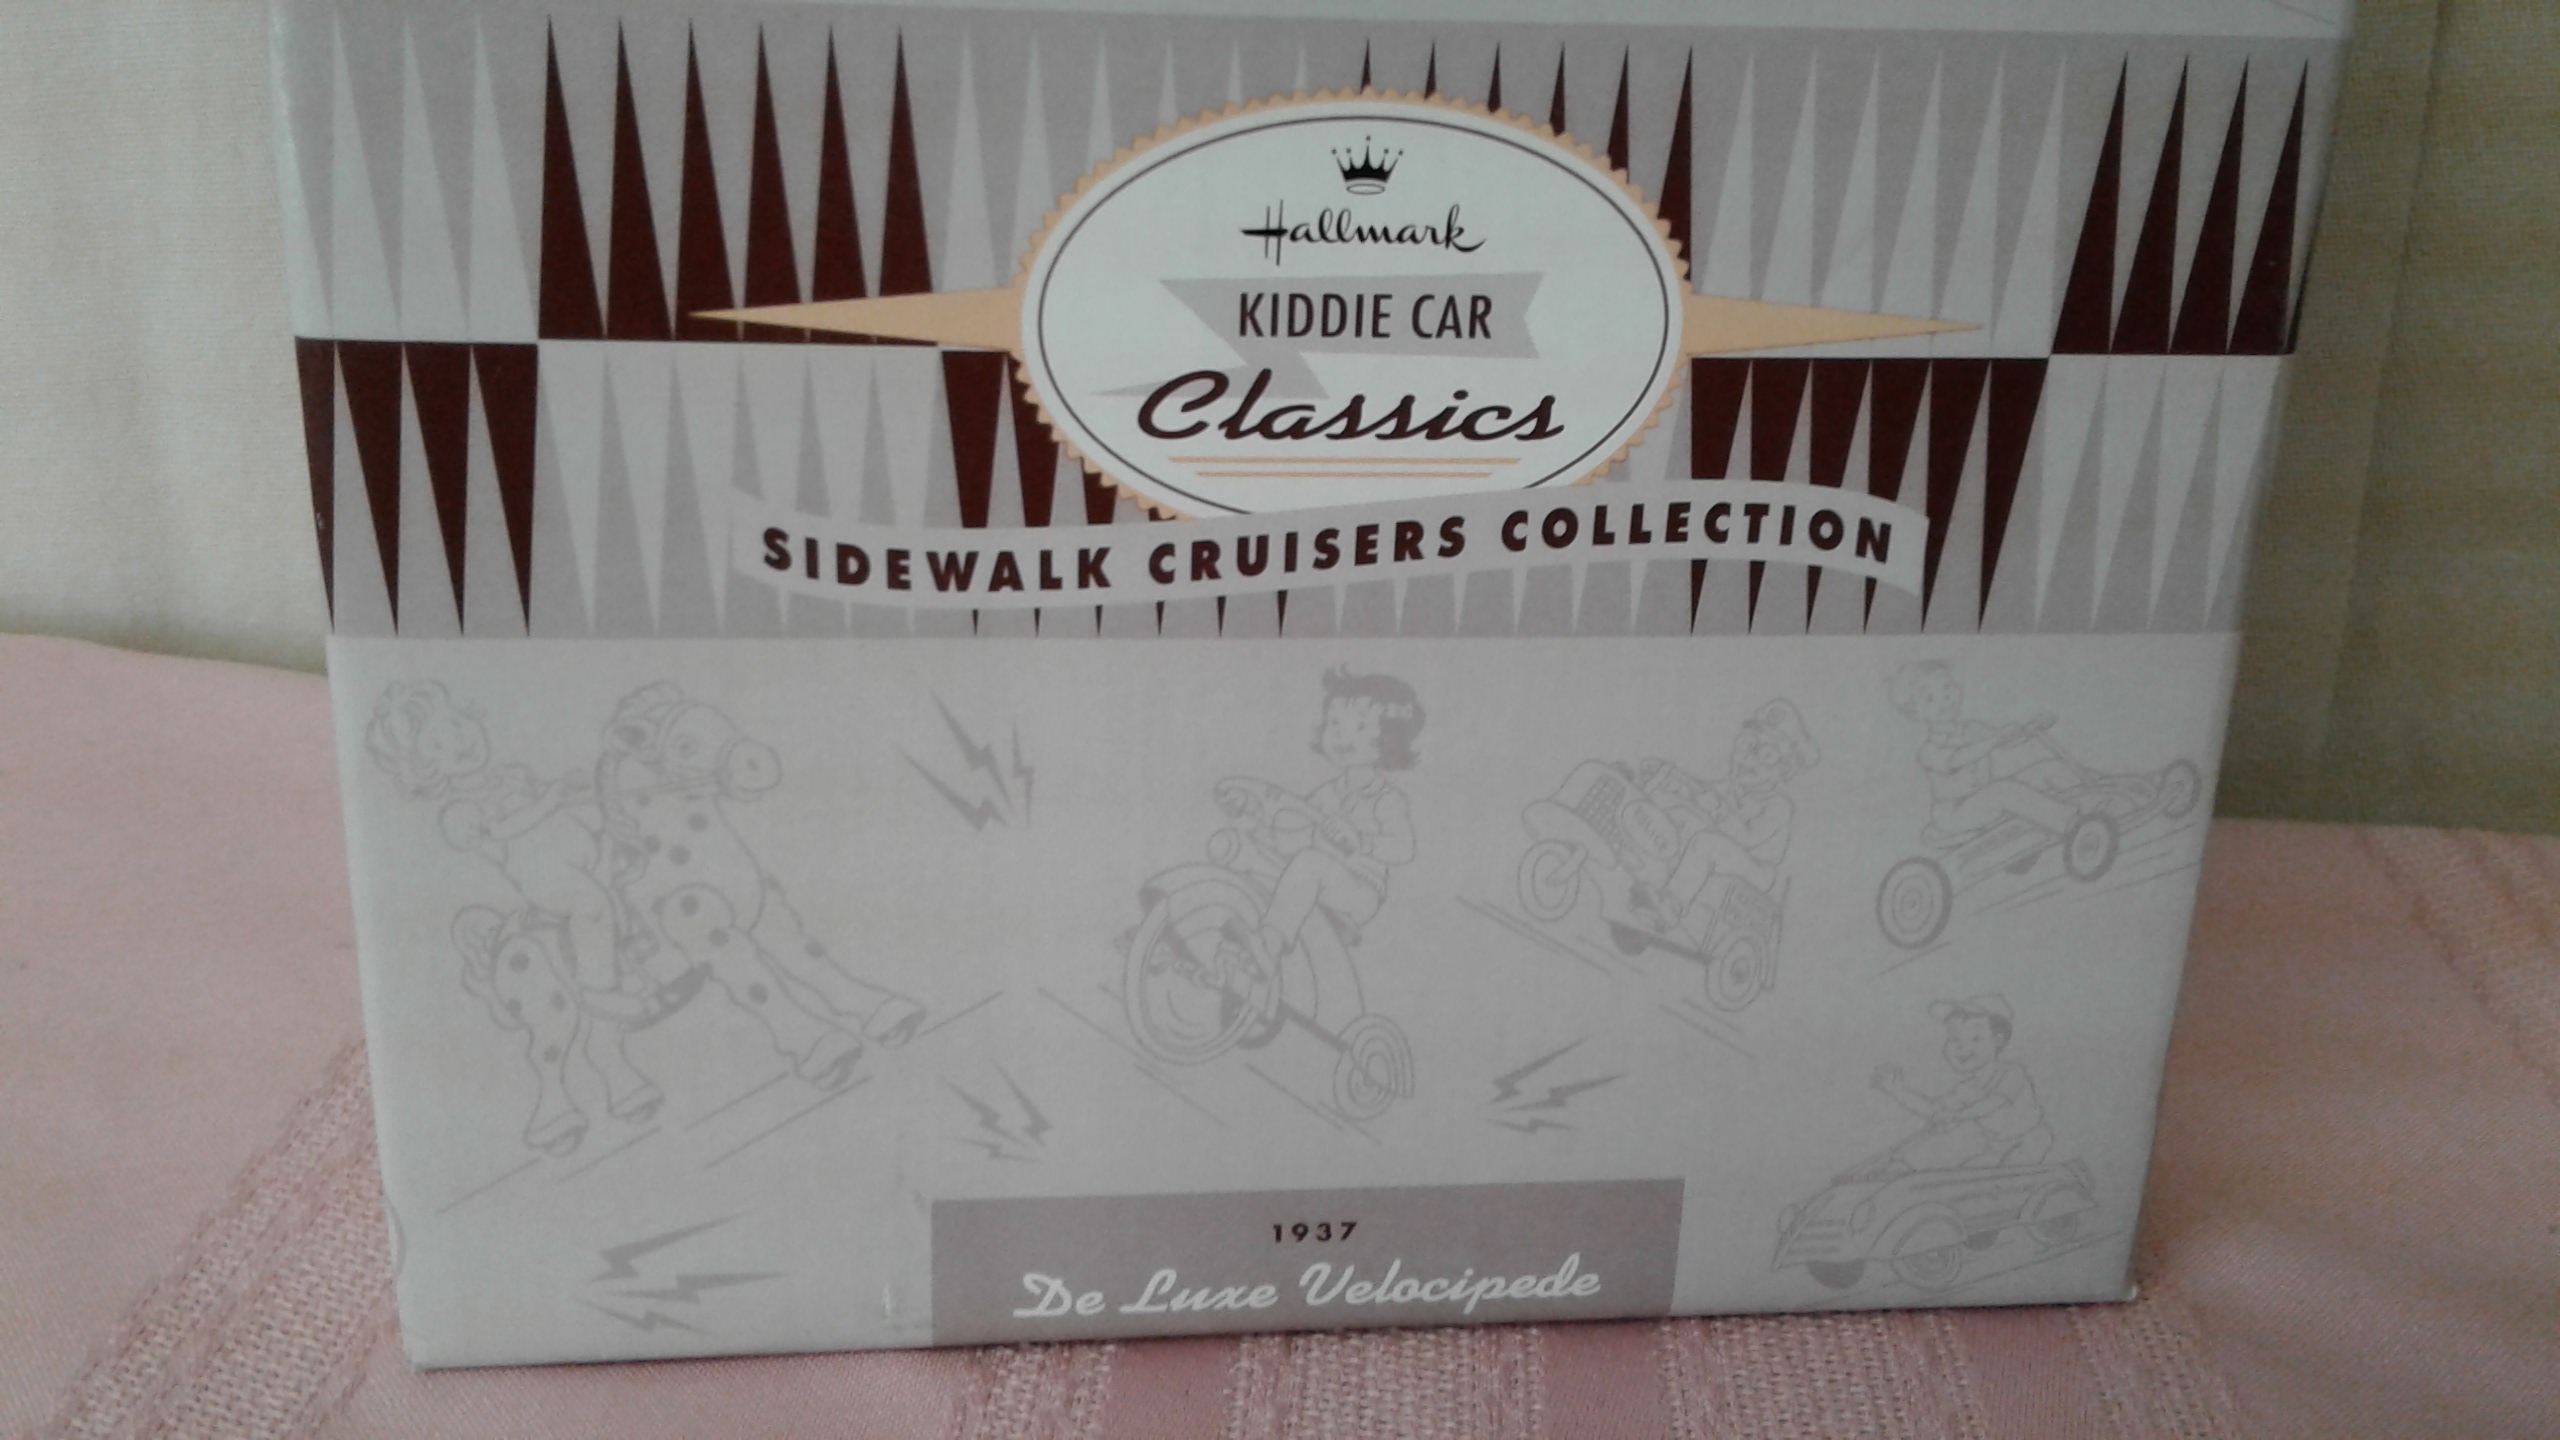 Hallmark
KIDDIE CAR
Classics
SIDEWALK CRUISERS COLLECTION
1937
De Luxe Velocipede